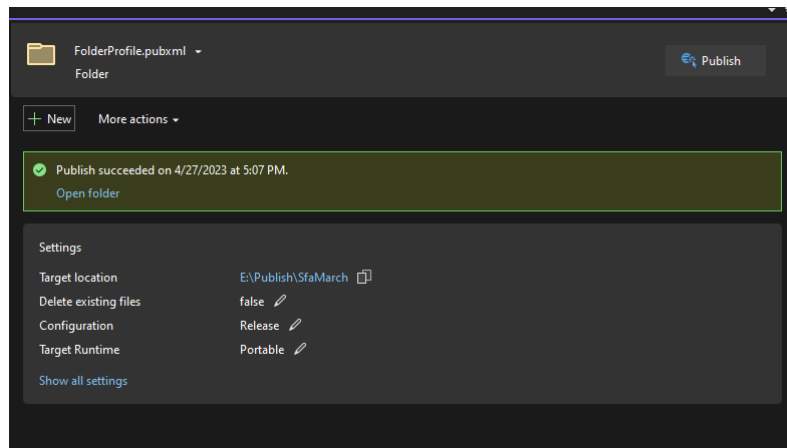 FolderProfile.pubxml
Folder
Publish
New
More actions
Publish succeeded on 4/27/2023 at 5:07 PM.
Open folder
Settings
Target location E:\Publish\SfaMarch
Delete existing files false
Configuration Release
Target Runtime Portable
Show all settings